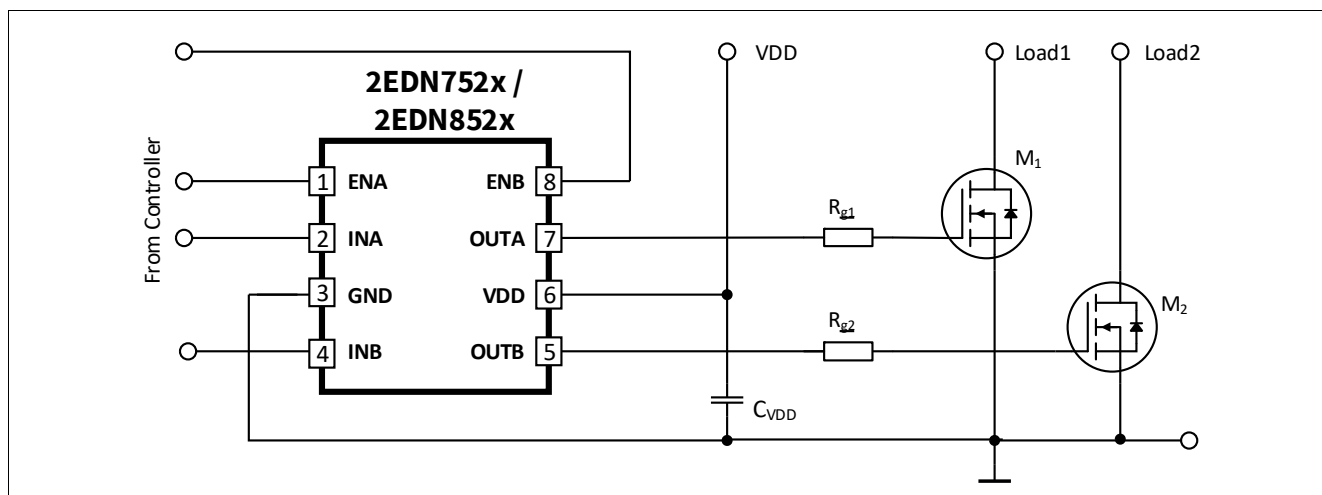 VDD
Load1
Load2
2EDN752x /
2EDN852x
From Controller
M1
1 ENA ENB 8
Rg1
2 INA OUTA 7
3 GND VDD 6
M2
Rg2
4 INB OUTB 5
CVDD